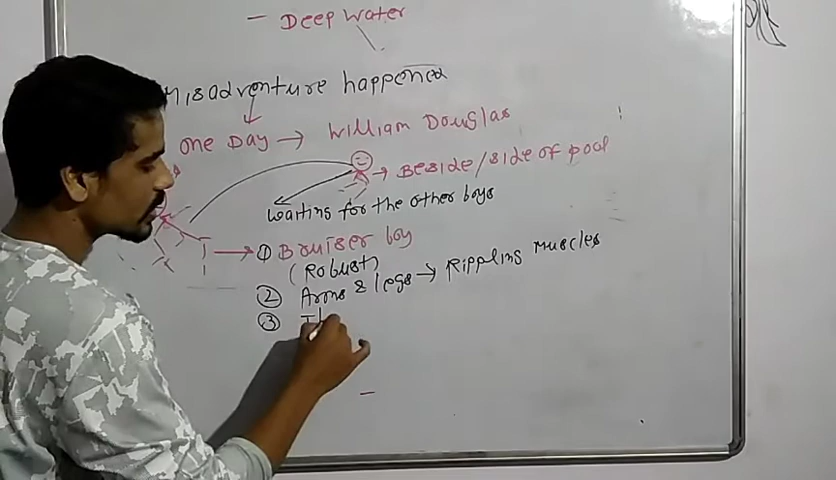 - Deep Water
Misadventure happened
one Day → William Douglas
→ Beside/side of pool
Waiting for the other boys
→ ① Bruiser boy
(Robust)
② Arms & legs → Rippling Muscles
③ Th